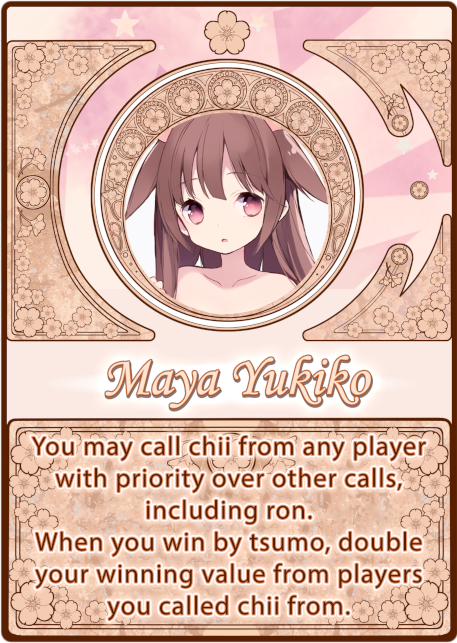 Maya Yukiko
You may call chii from any player
with priority over other calls,
including ron.
When you win by tsumo, double
your winning value from players
you called chii from.